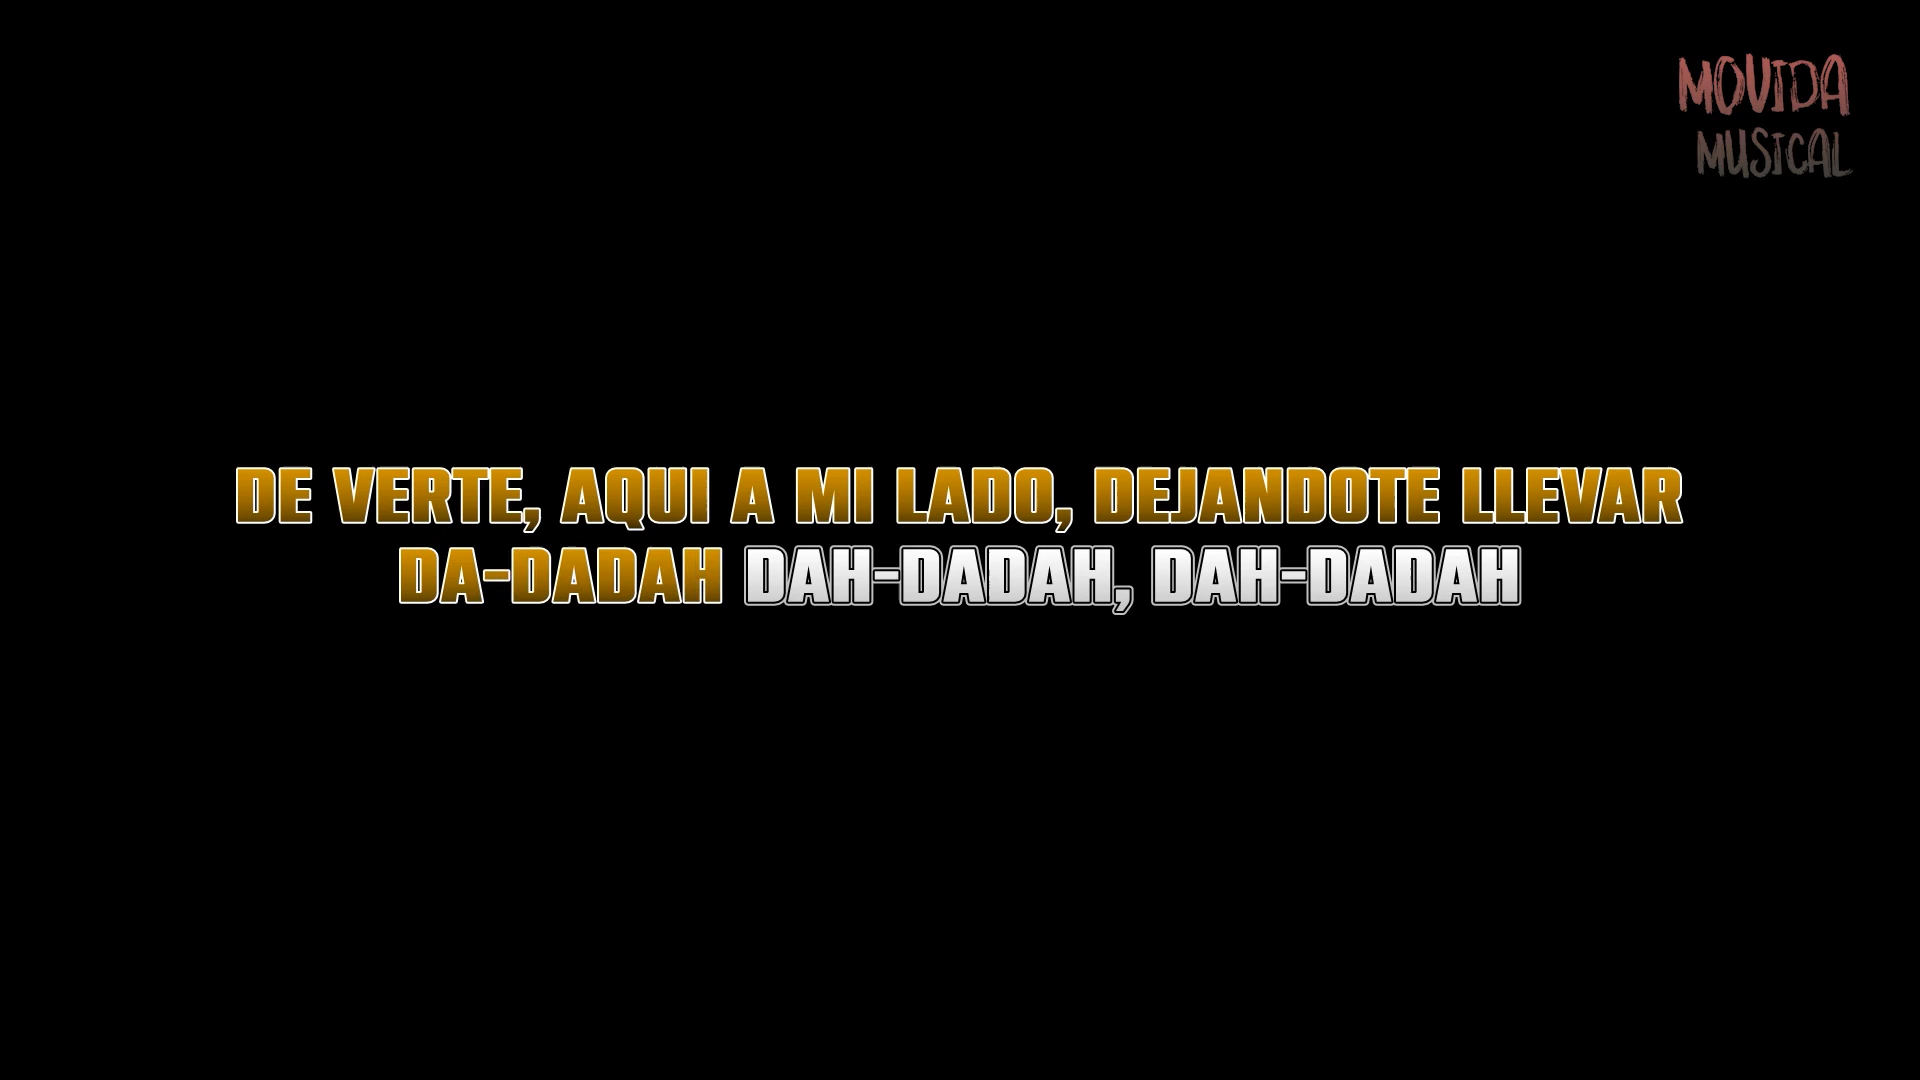 MOVIDA
MUSICAL
DE VERTE, AQUI A MI LADO, DEJANDOTE LLEVAR
DA-DADAH DAH-DADAH, DAH-DADAH